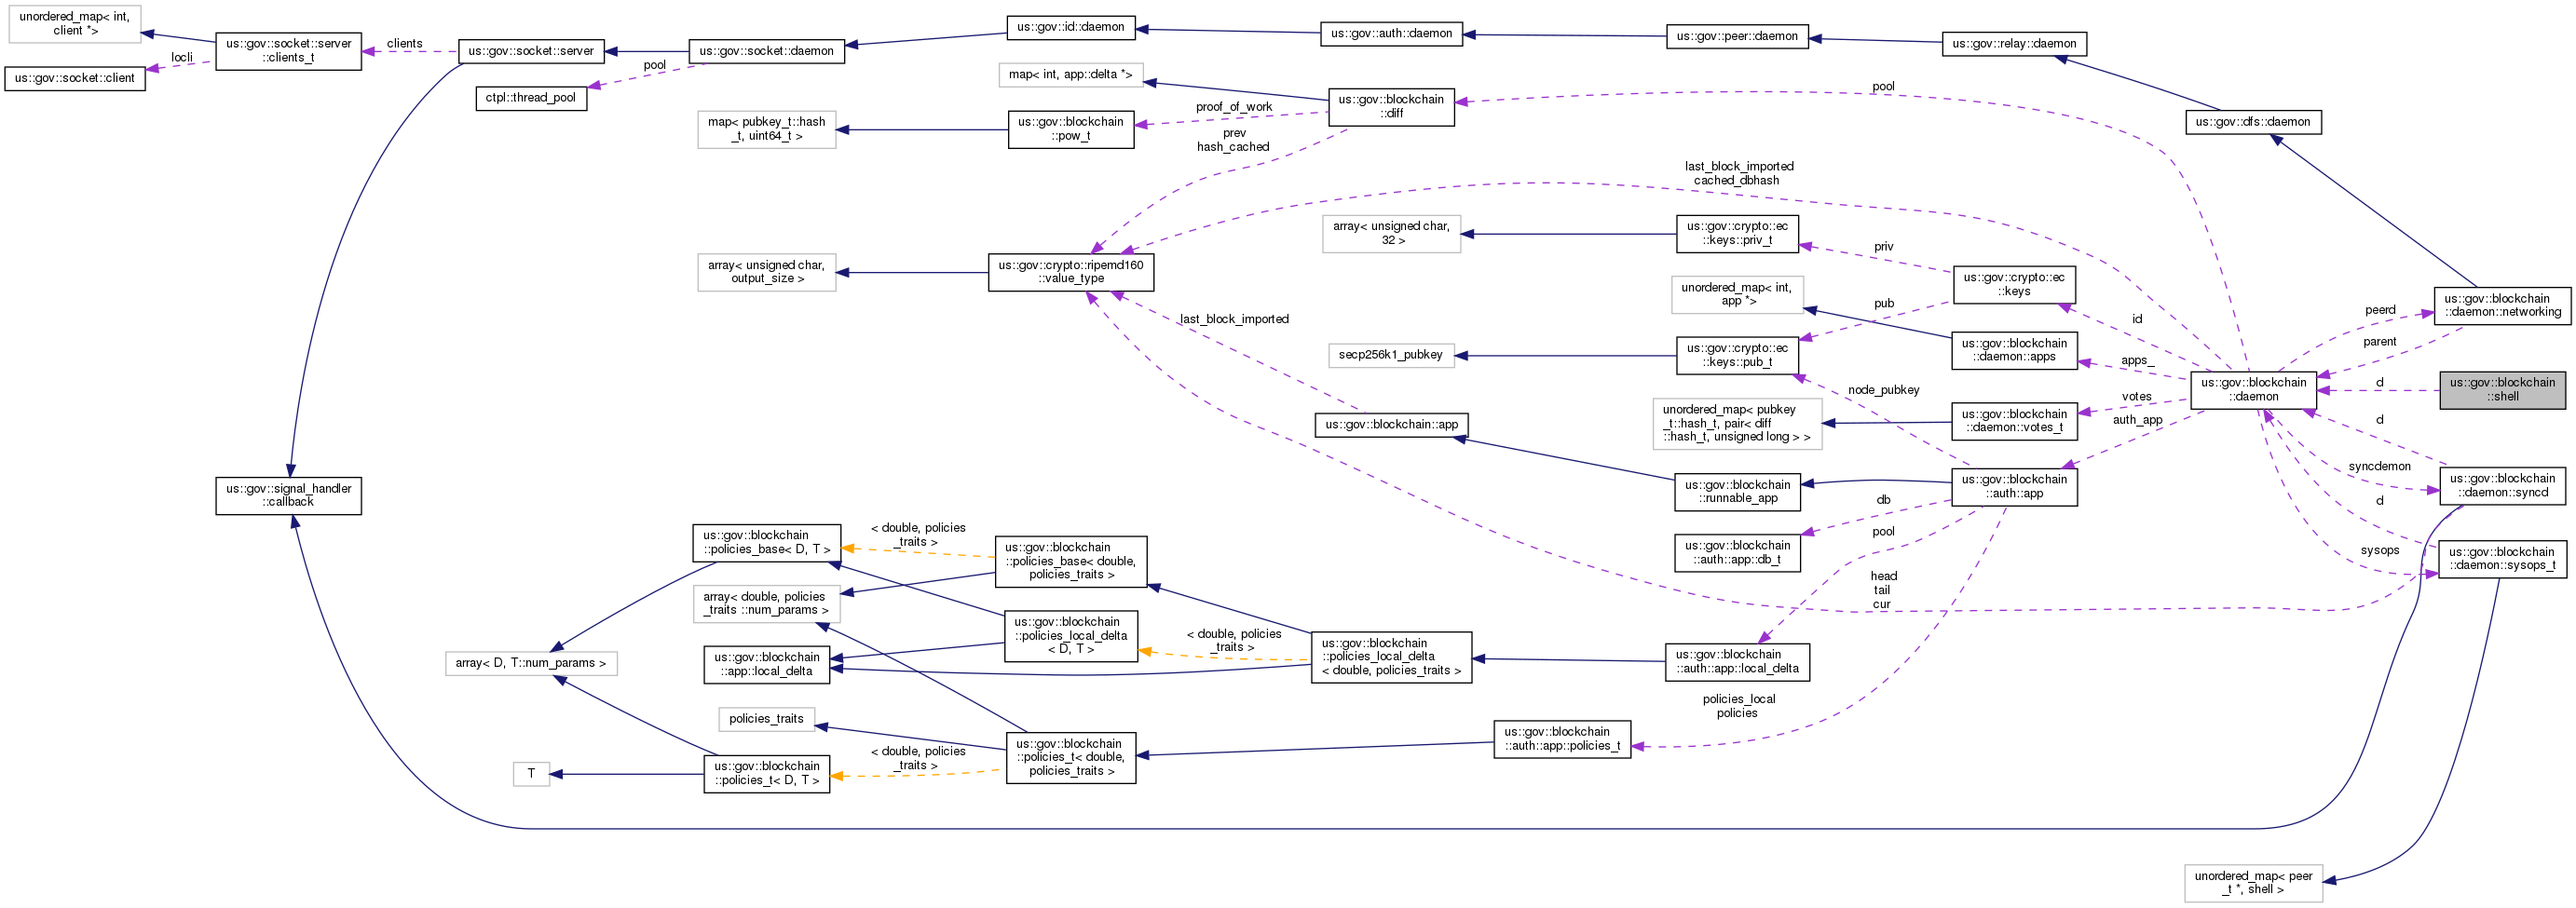 unordered_map< int,
client *>
us::gov::socket::client
locli
us::gov::socket::server
::clients_t
clients
us::gov::socket::server
us::gov::socket::daemon
pool
ctpl::thread_pool
us::gov::id::daemon
us::gov::auth::daemon
us::gov::peer::daemon
us::gov::relay::daemon
us::gov::dfs::daemon
map< int, app::delta *>
map< pubkey_t::hash
_t, uint64_t >
us::gov::blockchain
::pow_t
proof_of_work
prev
hash_cached
us::gov::blockchain
::diff
pool
last_block_imported
cached_dbhash
array< unsigned char,
32 >
us::gov::crypto::ec
::keys::priv_t
priv
array< unsigned char,
output_size >
us::gov::crypto::ripemd160
::value_type
us::gov::crypto::ec
::keys
unordered_map< int,
app *>
pub
id
us::gov::blockchain
::daemon::networking
peerd
parent
last_block_imported
secp256k1_pubkey
us::gov::crypto::ec
::keys::pub_t
us::gov::blockchain
::daemon::apps
apps_
us::gov::blockchain
::daemon
d
us::gov::blockchain
::shell
node_pubkey
unordered_map< pubkey
_t::hash_t, pair< diff
::hash_t, unsigned long > >
us::gov::blockchain
::daemon::votes_t
votes
auth_app
d
us::gov::blockchain::app
us::gov::blockchain
::runnable_app
us::gov::blockchain
::auth::app
syncdemon
us::gov::blockchain
::daemon::syncd
us::gov::signal_handler
::callback
db
d
us::gov::blockchain
::auth::app::db_t
pool
sysops
us::gov::blockchain
::daemon::sysops_t
us::gov::blockchain
::policies_base< D, T >
< double, policies
_traits >
us::gov::blockchain
::policies_base< double,
policies_traits >
head
tail
cur
array< double, policies
_traits ::num_params >
us::gov::blockchain
::policies_local_delta
< D, T >
< double, policies
_traits >
us::gov::blockchain
::policies_local_delta
< double, policies_traits >
us::gov::blockchain
::auth::app::local_delta
array< D, T::num_params >
us::gov::blockchain
::app::local_delta
policies_local
policies
policies_traits
us::gov::blockchain
::auth::app::policies_t
us::gov::blockchain
::policies_t< double,
policies_traits >
< double, policies
_traits >
T
us::gov::blockchain
::policies_t< D, T >
unordered_map< peer
_t *, shell >